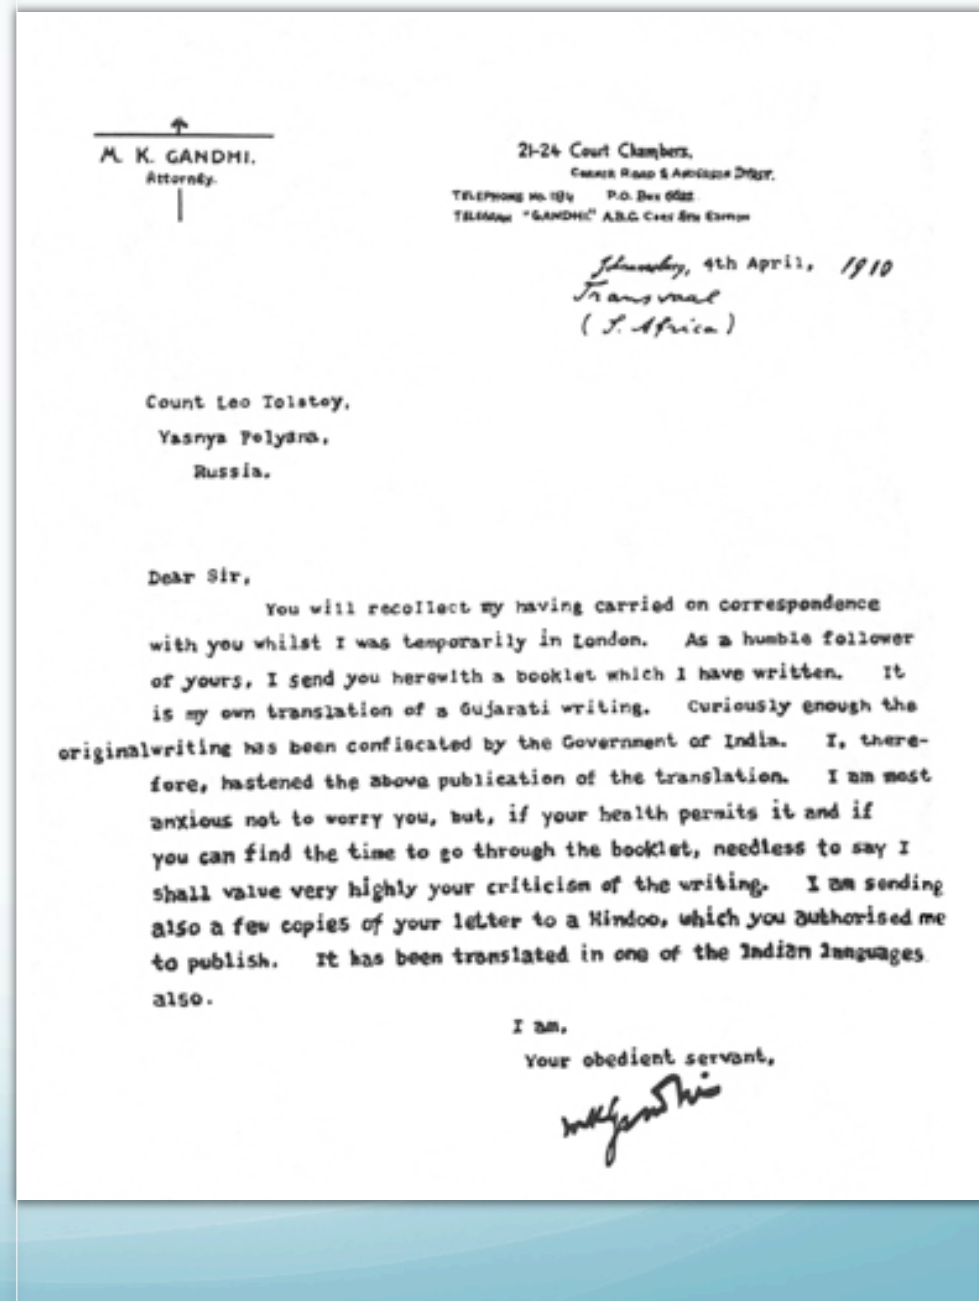 M. K. GANDHI.
Attorney.
21-24 Court Chambers,
TELEPHONE No. P.O. Box
"GANDHI" A.B.C.
4th April, 1910
Transvaal
(S. Africa)
Count Leo Tolstoy,
Yasnya Polyana,
Russia.
Dear Sir,
You will recollect my having carried on correspondence
with you whilst I was temporarily in London. As a humble follower
of yours, I send you herewith a booklet which I have written. It
is my own translation of a Gujarati writing. Curiously enough the
originalwriting has been confiscated by the Government of India. I, there-
fore, hastened the above publication of the translation. I am most
anxious not to worry you, but, if your health permits it and if
you can find the time to go through the booklet, needless to say I
shall value very highly your criticism of the writing. I am sending
also a few copies of your letter to a Hindoo, which you authorised me
to publish. It has been translated in one of the Indian languages
also.
I am,
Your obedient servant,
MKGandhi